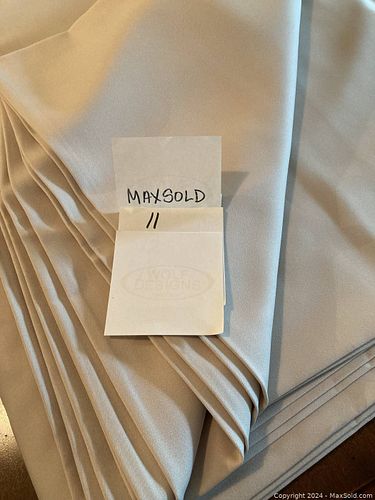 MAXSOLD
11
WOLF
DESIGNS
Copyright © 2024 - MaxSold.com